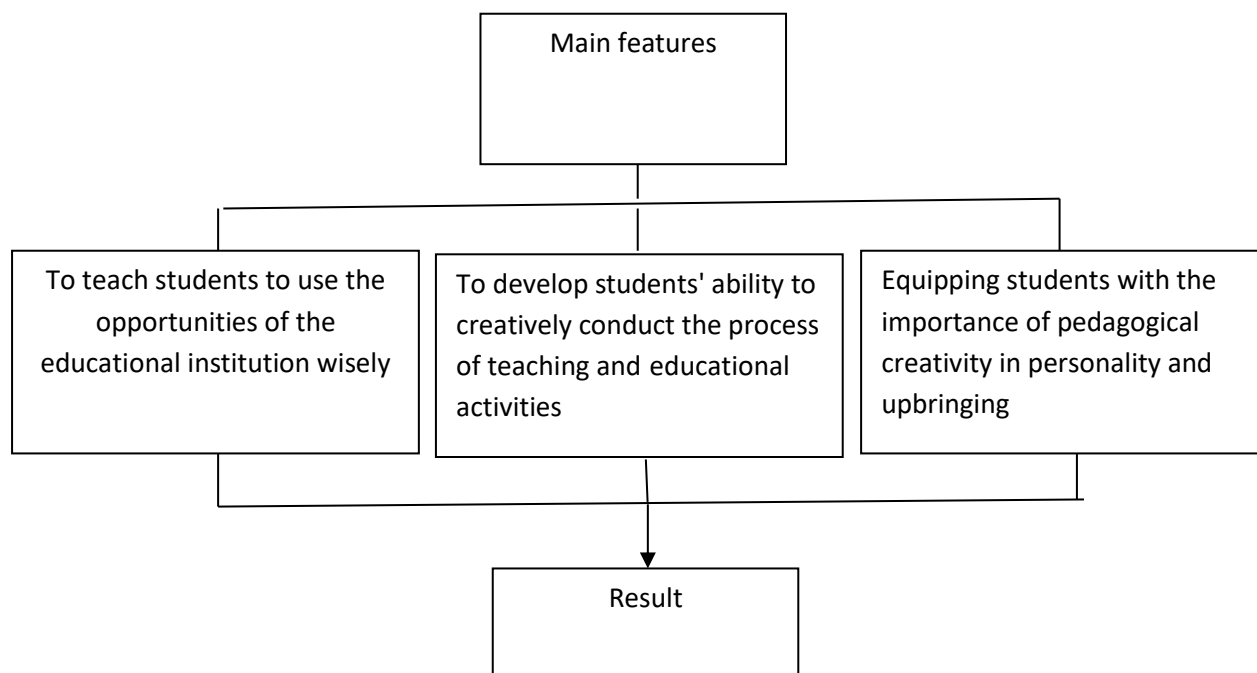 Main features
To teach students to use the
opportunities of the
educational institution wisely
To develop students' ability to
creatively conduct the process
of teaching and educational
activities
Equipping students with the
importance of pedagogical
creativity in personality and
upbringing
Result